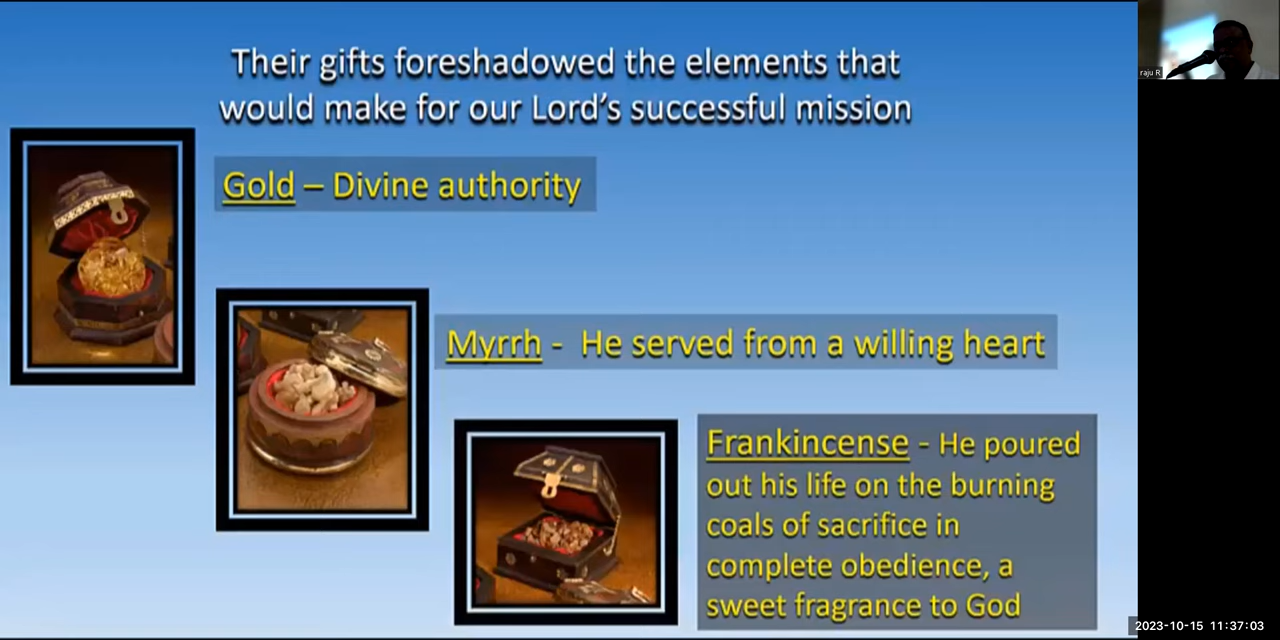 Their gifts foreshadowed the elements that
would make for our Lord's successful mission
Gold – Divine authority
Myrrh - He served from a willing heart
Frankincense - He poured
out his life on the burning
coals of sacrifice in
complete obedience, a
sweet fragrance to God
raju R
2023-10-15 11:37:03